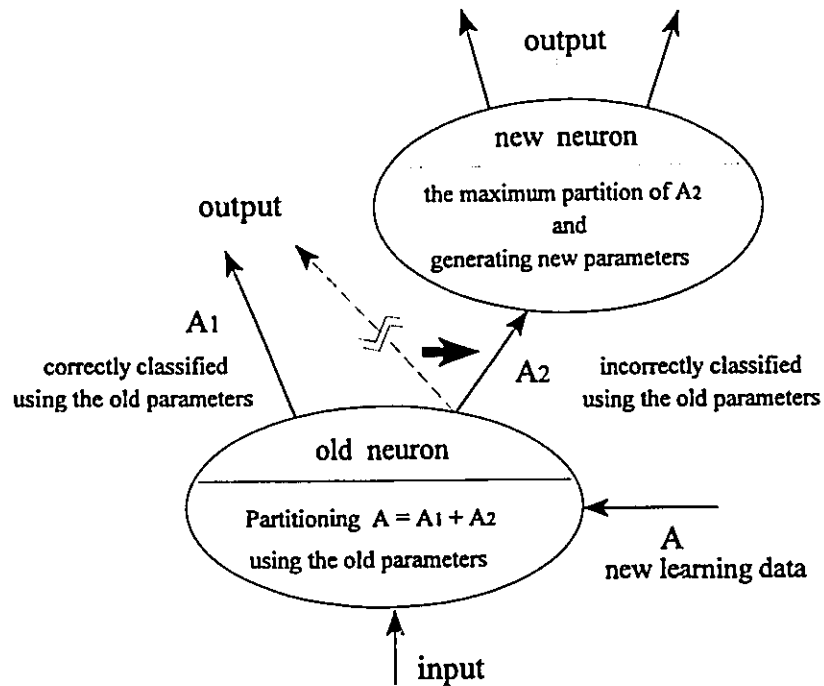 output
new neuron
the maximum partition of A2
and
generating new parameters
output
A1
correctly classified
using the old parameters
A2
incorrectly classified
using the old parameters
old neuron
Partitioning A = A1 + A2
using the old parameters
A
new learning data
input